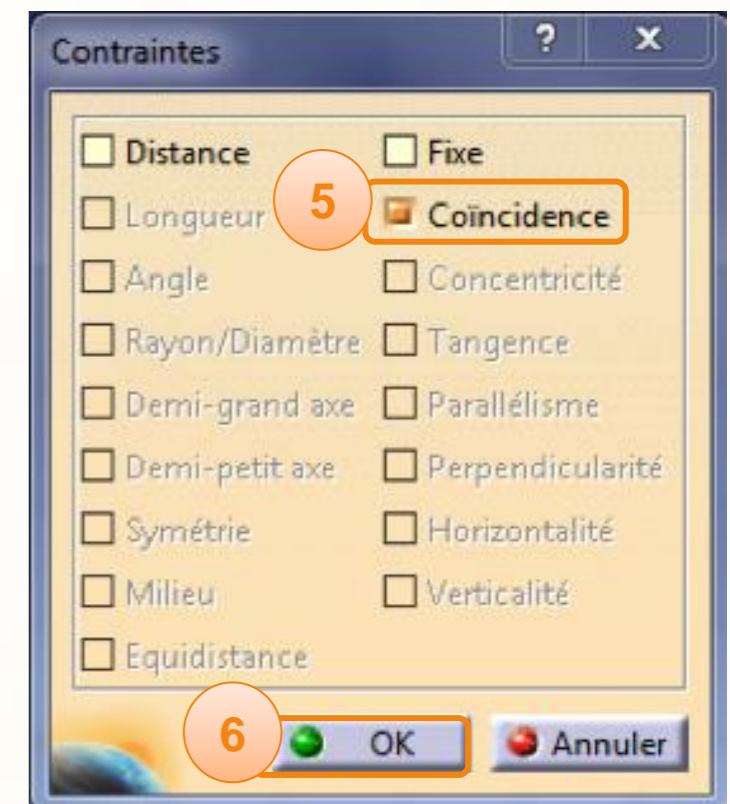 Contraintes ? x
Distance Fixe
Longueur 5 Coïncidence
Angle Concentricité
Rayon/Diamètre Tangence
Demi-grand axe Parallélisme
Demi-petit axe Perpendicularité
Symétrie Horizontalité
Milieu Verticalité
Equidistance
6 OK Annuler